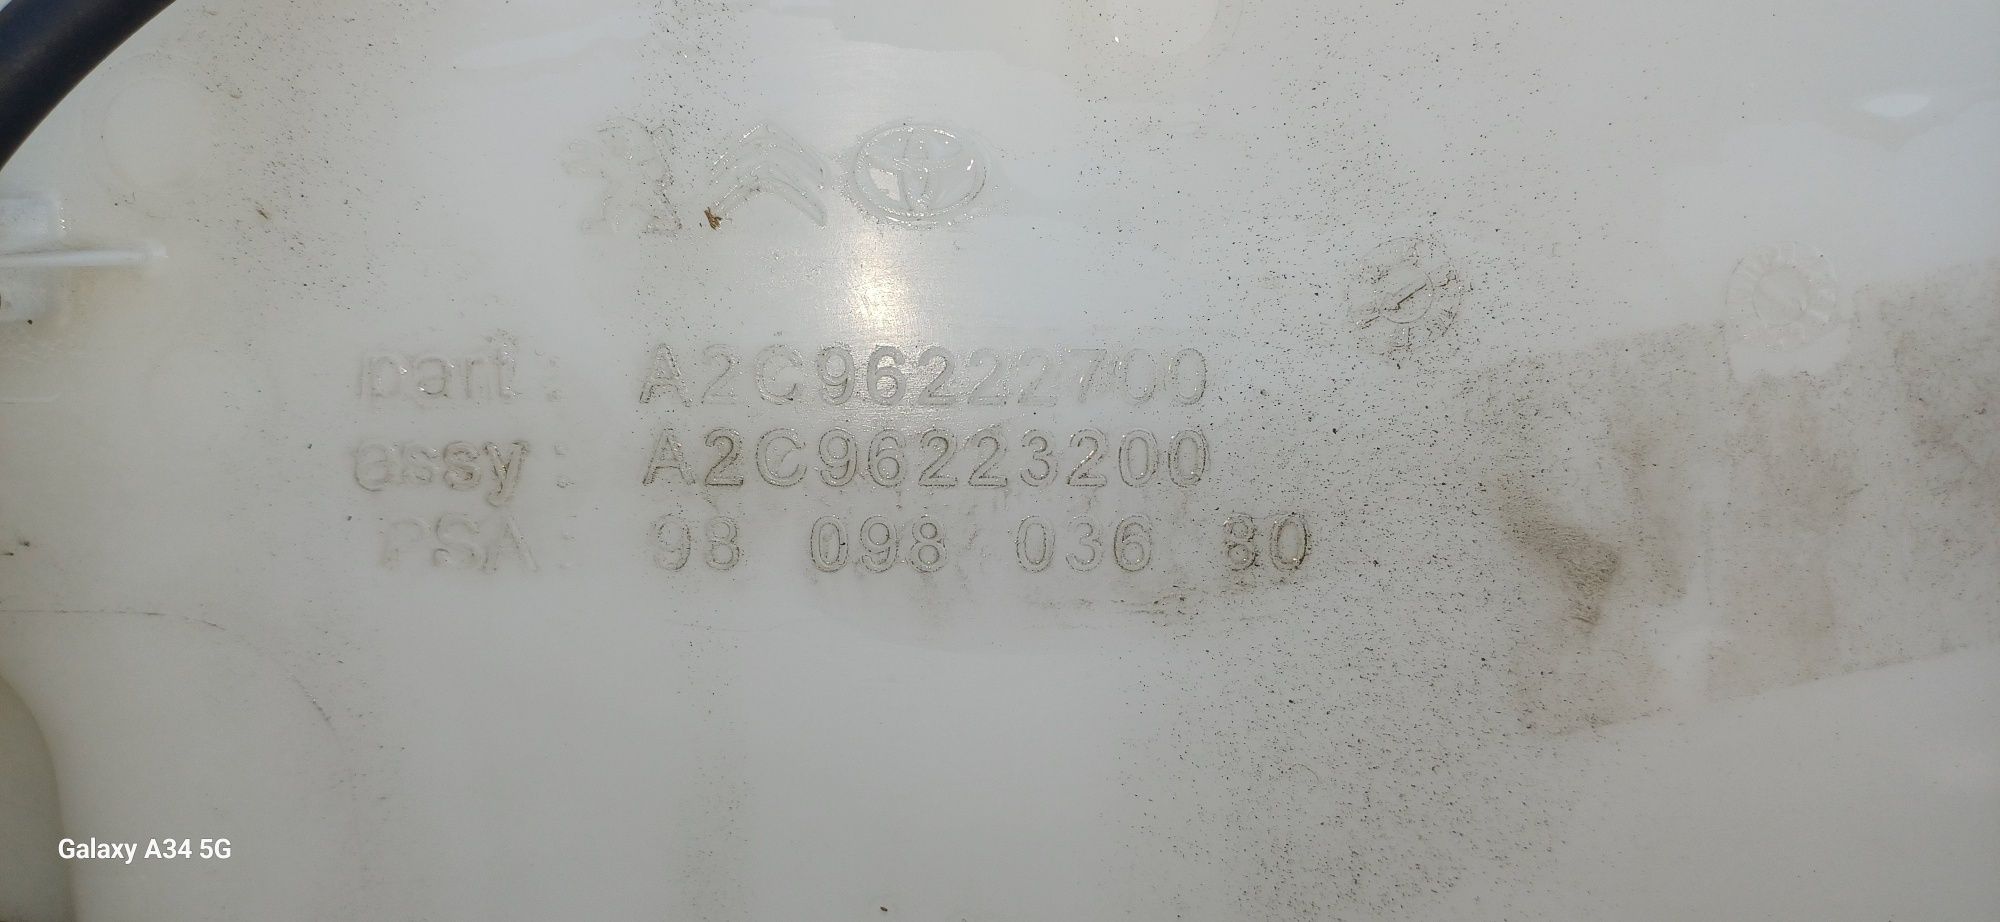 part : A2C96222700
assy : A2C96223200
PSA : 98 098 036 80
Galaxy A34 5G